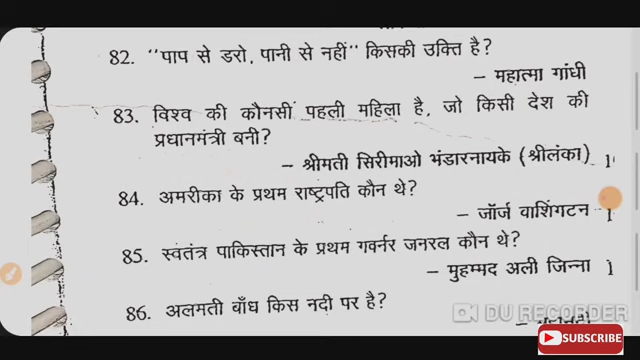 82. "पाप से डरो, पानी से नहीं" किसकी उक्ति है?
– महात्मा गांधी
83. विश्व की कौनसीं पहली महिला है, जो किसी देश की
प्रधानमंत्री बनी?
– श्रीमती सिरीमाओ भंडारनायके (श्रीलंका)
84. अमरीका के प्रथम राष्ट्रपति कौन थे?
– जॉर्ज वाशिंगटन
85. स्वतंत्र पाकिस्तान के प्रथम गवर्नर जनरल कौन थे?
– मुहम्मद अली जिन्ना
86. अलमती बाँध किस नदी पर है?
DU RECORDER
SUBSCRIBE